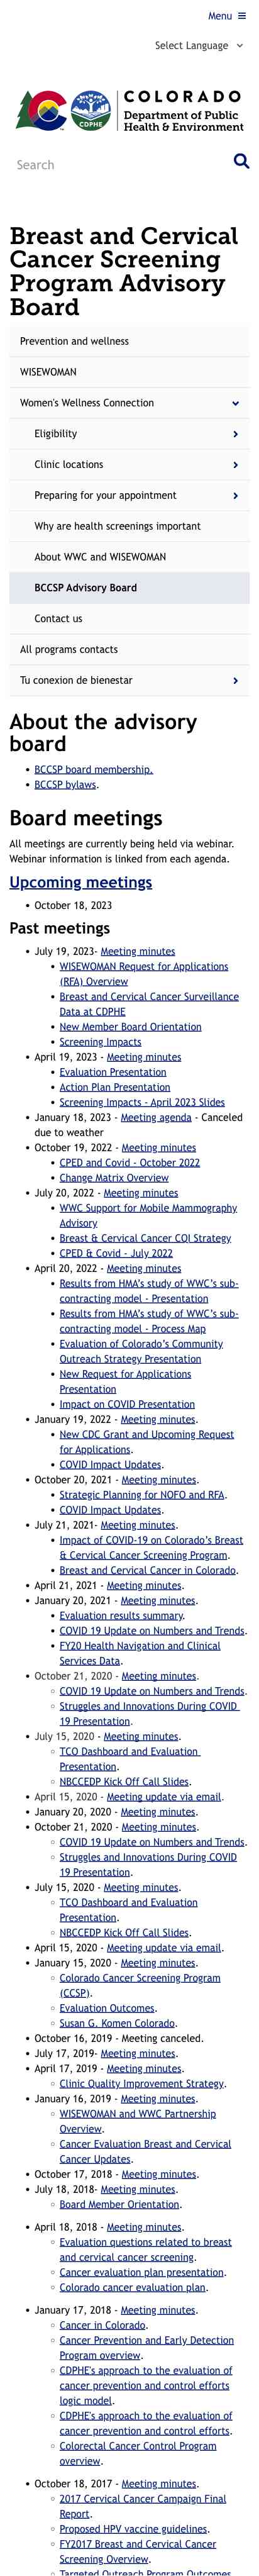 Menu
Select Language
COLORADO
Department of Public
Health & Environment
CDPHE
Search
Breast and Cervical
Cancer Screening
Program Advisory
Board
Prevention and wellness
WISEWOMAN
Women's Wellness Connection
Eligibility
Clinic locations
Preparing for your appointment
Why are health screenings important
About WWC and WISEWOMAN
BCCSP Advisory Board
Contact us
All programs contacts
Tu conexion de bienestar
About the advisory
board
BCCSP board membership.
BCCSP bylaws.
Board meetings
All meetings are currently being held via webinar.
Webinar information is linked from each agenda.
Upcoming meetings
October 18, 2023
Past meetings
July 19, 2023- Meeting minutes
WISEWOMAN Request for Applications
(RFA) Overview
Breast and Cervical Cancer Surveillance
Data at CDPHE
New Member Board Orientation
Screening Impacts
April 19, 2023 - Meeting minutes
Evaluation Presentation
Action Plan Presentation
Screening Impacts - April 2023 Slides
January 18, 2023 - Meeting agenda - Canceled
due to weather
October 19, 2022 - Meeting minutes
CPED and Covid - October 2022
Change Matrix Overview
July 20, 2022 - Meeting minutes
WWC Support for Mobile Mammography
Advisory
Breast & Cervical Cancer CQI Strategy
CPED & Covid - July 2022
April 20, 2022 - Meeting minutes
Results from HMA's study of WWC's sub-
contracting model - Presentation
Results from HMA's study of WWC's sub-
contracting model - Process Map
Evaluation of Colorado's Community
Outreach Strategy Presentation
New Request for Applications
Presentation
Impact on COVID Presentation
January 19, 2022 - Meeting minutes.
New CDC Grant and Upcoming Request
for Applications.
COVID Impact Updates.
October 20, 2021 - Meeting minutes.
Strategic Planning for NOFO and RFA.
COVID Impact Updates.
July 21, 2021- Meeting minutes.
Impact of COVID-19 on Colorado's Breast
& Cervical Cancer Screening Program.
Breast and Cervical Cancer in Colorado.
April 21, 2021 - Meeting minutes.
January 20, 2021 - Meeting minutes.
Evaluation results summary.
COVID 19 Update on Numbers and Trends.
FY20 Health Navigation and Clinical
Services Data.
October 21, 2020 - Meeting minutes.
COVID 19 Update on Numbers and Trends.
Struggles and Innovations During COVID
19 Presentation.
July 15, 2020 - Meeting minutes.
TCO Dashboard and Evaluation
Presentation.
NBCCEDP Kick Off Call Slides.
April 15, 2020 - Meeting update via email.
January 20, 2020 - Meeting minutes.
October 21, 2020 - Meeting minutes.
COVID 19 Update on Numbers and Trends.
Struggles and Innovations During COVID
19 Presentation.
July 15, 2020 - Meeting minutes.
TCO Dashboard and Evaluation
Presentation.
NBCCEDP Kick Off Call Slides.
April 15, 2020 - Meeting update via email.
January 15, 2020 - Meeting minutes.
Colorado Cancer Screening Program
(CCSP).
Evaluation Outcomes.
Susan G. Komen Colorado.
October 16, 2019 - Meeting canceled.
July 17, 2019- Meeting minutes.
April 17, 2019 - Meeting minutes.
Clinic Quality Improvement Strategy.
January 16, 2019 - Meeting minutes.
WISEWOMAN and WWC Partnership
Overview.
Cancer Evaluation Breast and Cervical
Cancer Updates.
October 17, 2018 - Meeting minutes.
July 18, 2018- Meeting minutes.
Board Member Orientation.
April 18, 2018 - Meeting minutes.
Evaluation questions related to breast
and cervical cancer screening.
Cancer evaluation plan presentation.
Colorado cancer evaluation plan.
January 17, 2018 - Meeting minutes.
Cancer in Colorado.
Cancer Prevention and Early Detection
Program overview.
CDPHE's approach to the evaluation of
cancer prevention and control efforts
logic model.
CDPHE's approach to the evaluation of
cancer prevention and control efforts.
Colorectal Cancer Control Program
overview.
October 18, 2017 - Meeting minutes.
2017 Cervical Cancer Campaign Final
Report.
Proposed HPV vaccine guidelines.
FY2017 Breast and Cervical Cancer
Screening Overview.
Targeted Outreach Program Outcomes